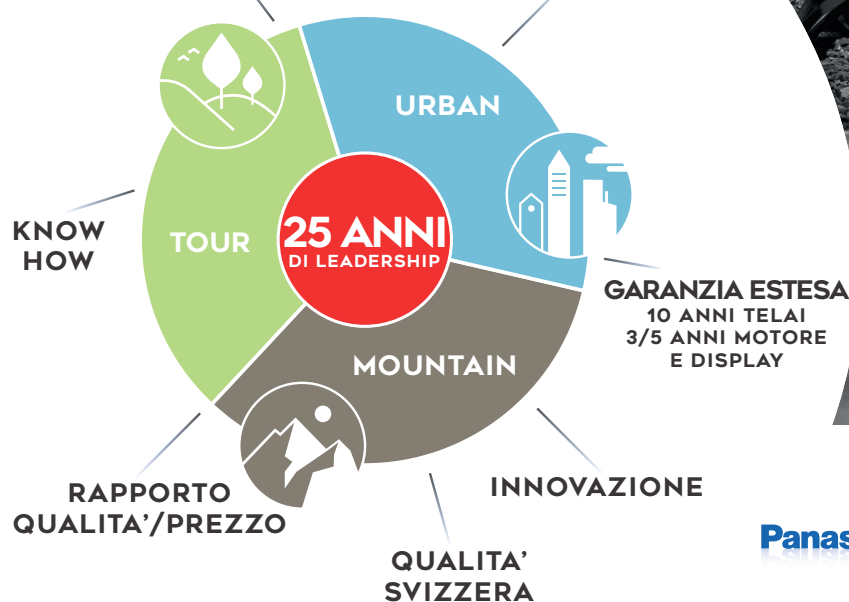 URBAN
TOUR
25 ANNI
DI LEADERSHIP
KNOW
HOW
GARANZIA ESTESA
10 ANNI TELAI
3/5 ANNI MOTORE
E DISPLAY
MOUNTAIN
RAPPORTO
QUALITA'/PREZZO
INNOVAZIONE
QUALITA'
SVIZZERA
Panas